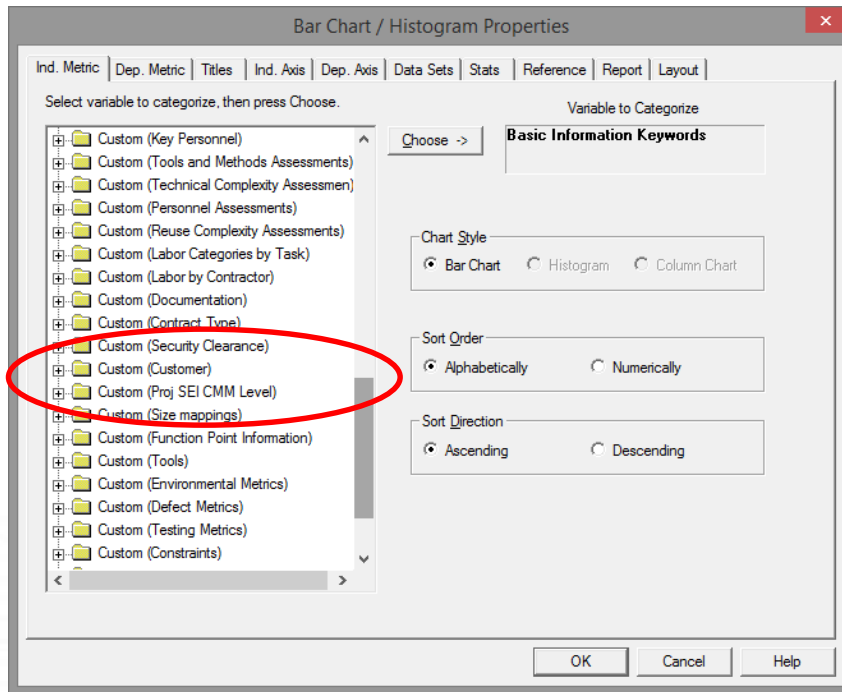 Bar Chart / Histogram Properties
Ind. Metric Dep. Metric Titles Ind. Axis Dep. Axis Data Sets Stats Reference Report Layout
Select variable to categorize, then press Choose.
Custom (Key Personnel)
Custom (Tools and Methods Assessments)
Custom (Technical Complexity Assessmen)
Custom (Personnel Assessments)
Custom (Reuse Complexity Assessments)
Custom (Labor Categories by Task)
Custom (Labor by Contractor)
Custom (Documentation)
Custom (Contract Type)
Custom (Security Clearance)
Custom (Customer)
Custom (Proj SEI CMM Level)
Custom (Size mappings)
Custom (Function Point Information)
Custom (Tools)
Custom (Environmental Metrics)
Custom (Defect Metrics)
Custom (Testing Metrics)
Custom (Constraints)
Choose ->
Variable to Categorize
Basic Information Keywords
Chart Style
Bar Chart Histogram Column Chart
Sort Order
Alphabetically Numerically
Sort Direction
Ascending Descending
OK Cancel Help